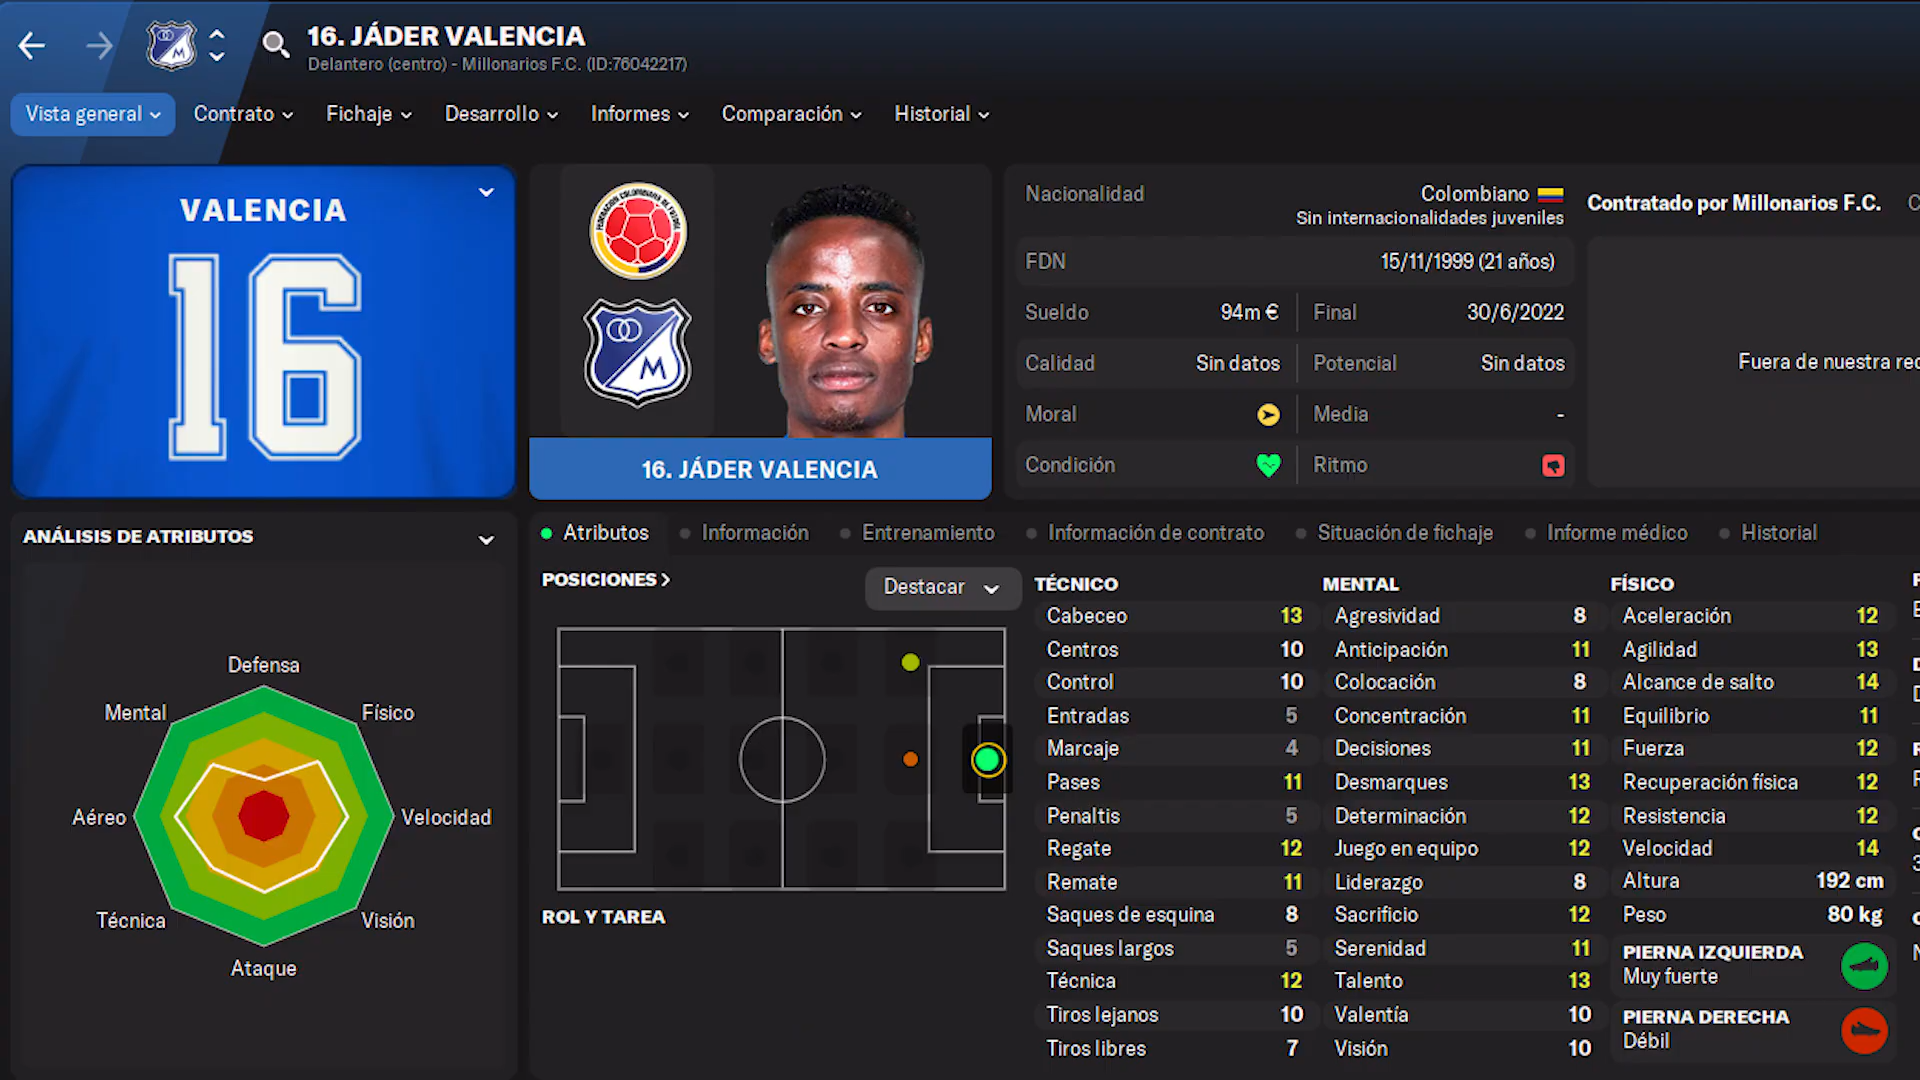 16. JÁDER VALENCIA
Delantero (centro) - Millonarios F.C. (ID:76042217)
Vista general
Contrato
Fichaje
Desarrollo
Informes
Comparación
Historial
VALENCIA
16
16. JÁDER VALENCIA
Nacionalidad
Colombiano
Sin internacionalidades juveniles
FDN 15/11/1999 (21 años)
Sueldo 94m € Final 30/6/2022
Calidad Sin datos Potencial Sin datos
Moral Media -
Condición Ritmo
Contratado por Millonarios F.C.
Fuera de nuestra
ANÁLISIS DE ATRIBUTOS
Defensa
Mental Físico
Aéreo Velocidad
Técnica Visión
Ataque
Atributos
Información
Entrenamiento
Información de contrato
Situación de fichaje
Informe médico
Historial
POSICIONES
Destacar
ROL Y TAREA
TÉCNICO
Cabeceo 13
Centros 10
Control 10
Entradas 5
Marcaje 4
Pases 11
Penaltis 5
Regate 12
Remate 11
Saques de esquina 8
Saques largos 5
Técnica 12
Tiros lejanos 10
Tiros libres 7
MENTAL
Agresividad 8
Anticipación 11
Colocación 8
Concentración 11
Decisiones 11
Desmarques 13
Determinación 12
Juego en equipo 12
Liderazgo 8
Sacrificio 12
Serenidad 11
Talento 13
Valentía 10
Visión 10
FÍSICO
Aceleración 12
Agilidad 13
Alcance de salto 14
Equilibrio 11
Fuerza 12
Recuperación física 12
Resistencia 12
Velocidad 14
Altura 192 cm
Peso 80 kg
PIERNA IZQUIERDA
Muy fuerte
PIERNA DERECHA
Débil